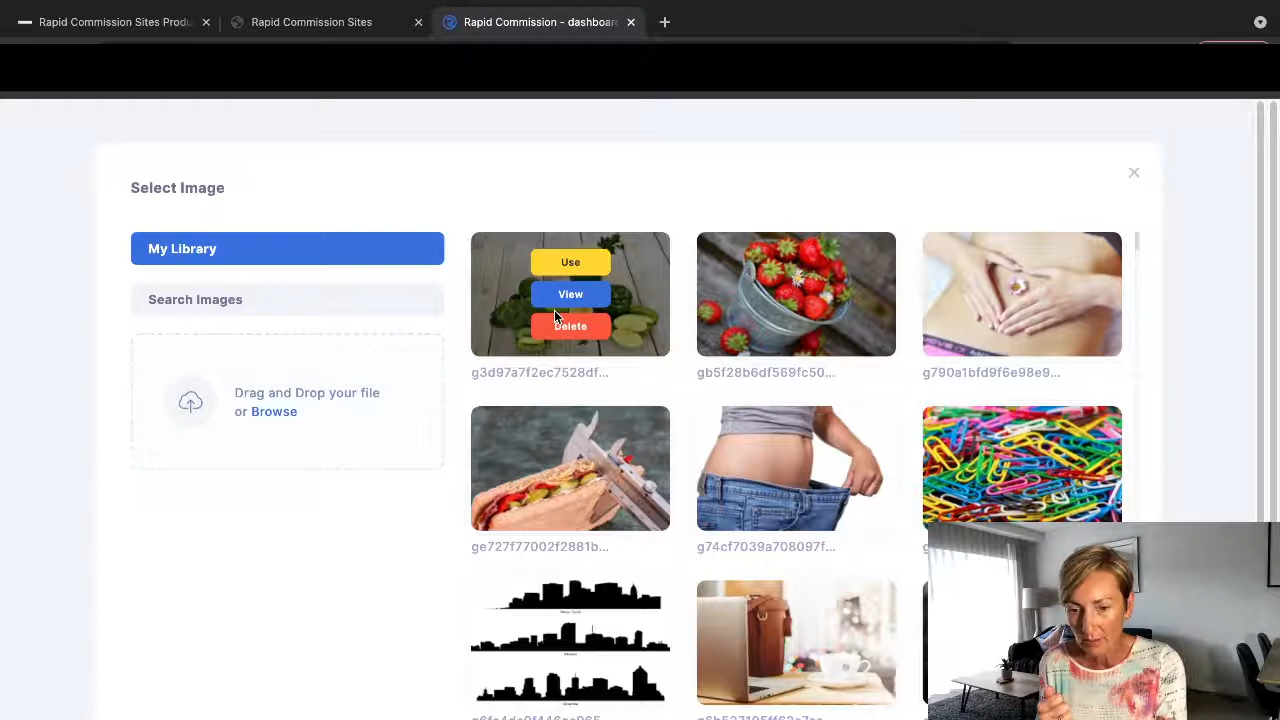 Rapid Commission Sites Produ
Rapid Commission Sites
Rapid Commission - dashboar
Select Image
My Library
Search Images
Drag and Drop your file
or Browse
Use
View
Delete
g3d97a7f2ec7528df...
gb5f28b6df569fc50...
g790a1bfd9f6e98e9...
ge727f77002f2881b...
g74cf7039a708097f...